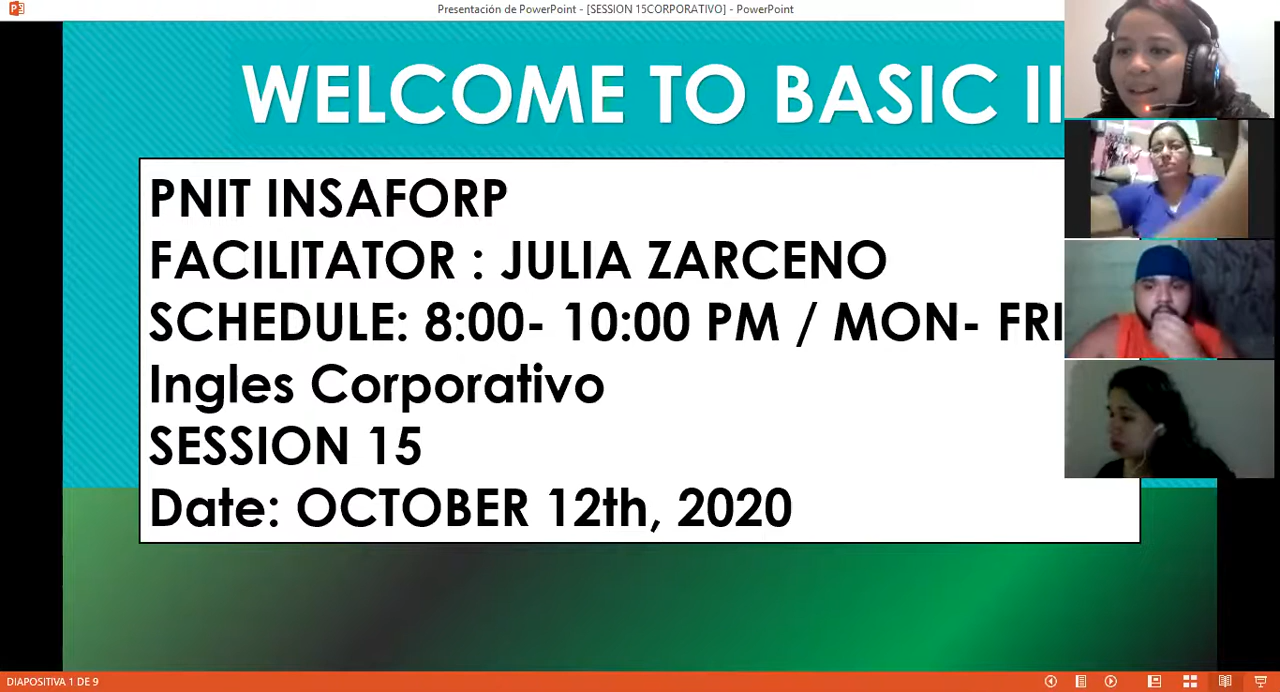 Presentación de PowerPoint - [SESSION 15CORPORATIVO] - PowerPoint
WELCOME TO BASIC II
PNIT INSAFORP
FACILITATOR : JULIA ZARCENO
SCHEDULE: 8:00- 10:00 PM / MON- FRI
Ingles Corporativo
SESSION 15
Date: OCTOBER 12th, 2020
DIAPOSITIVA 1 DE 9